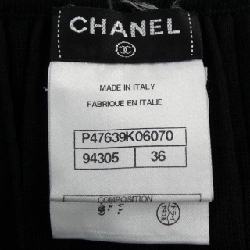 CHANEL
MADE IN ITALY
FABRIQUE EN ITALIE
P47639K06070
94305 36
COMPOSITION